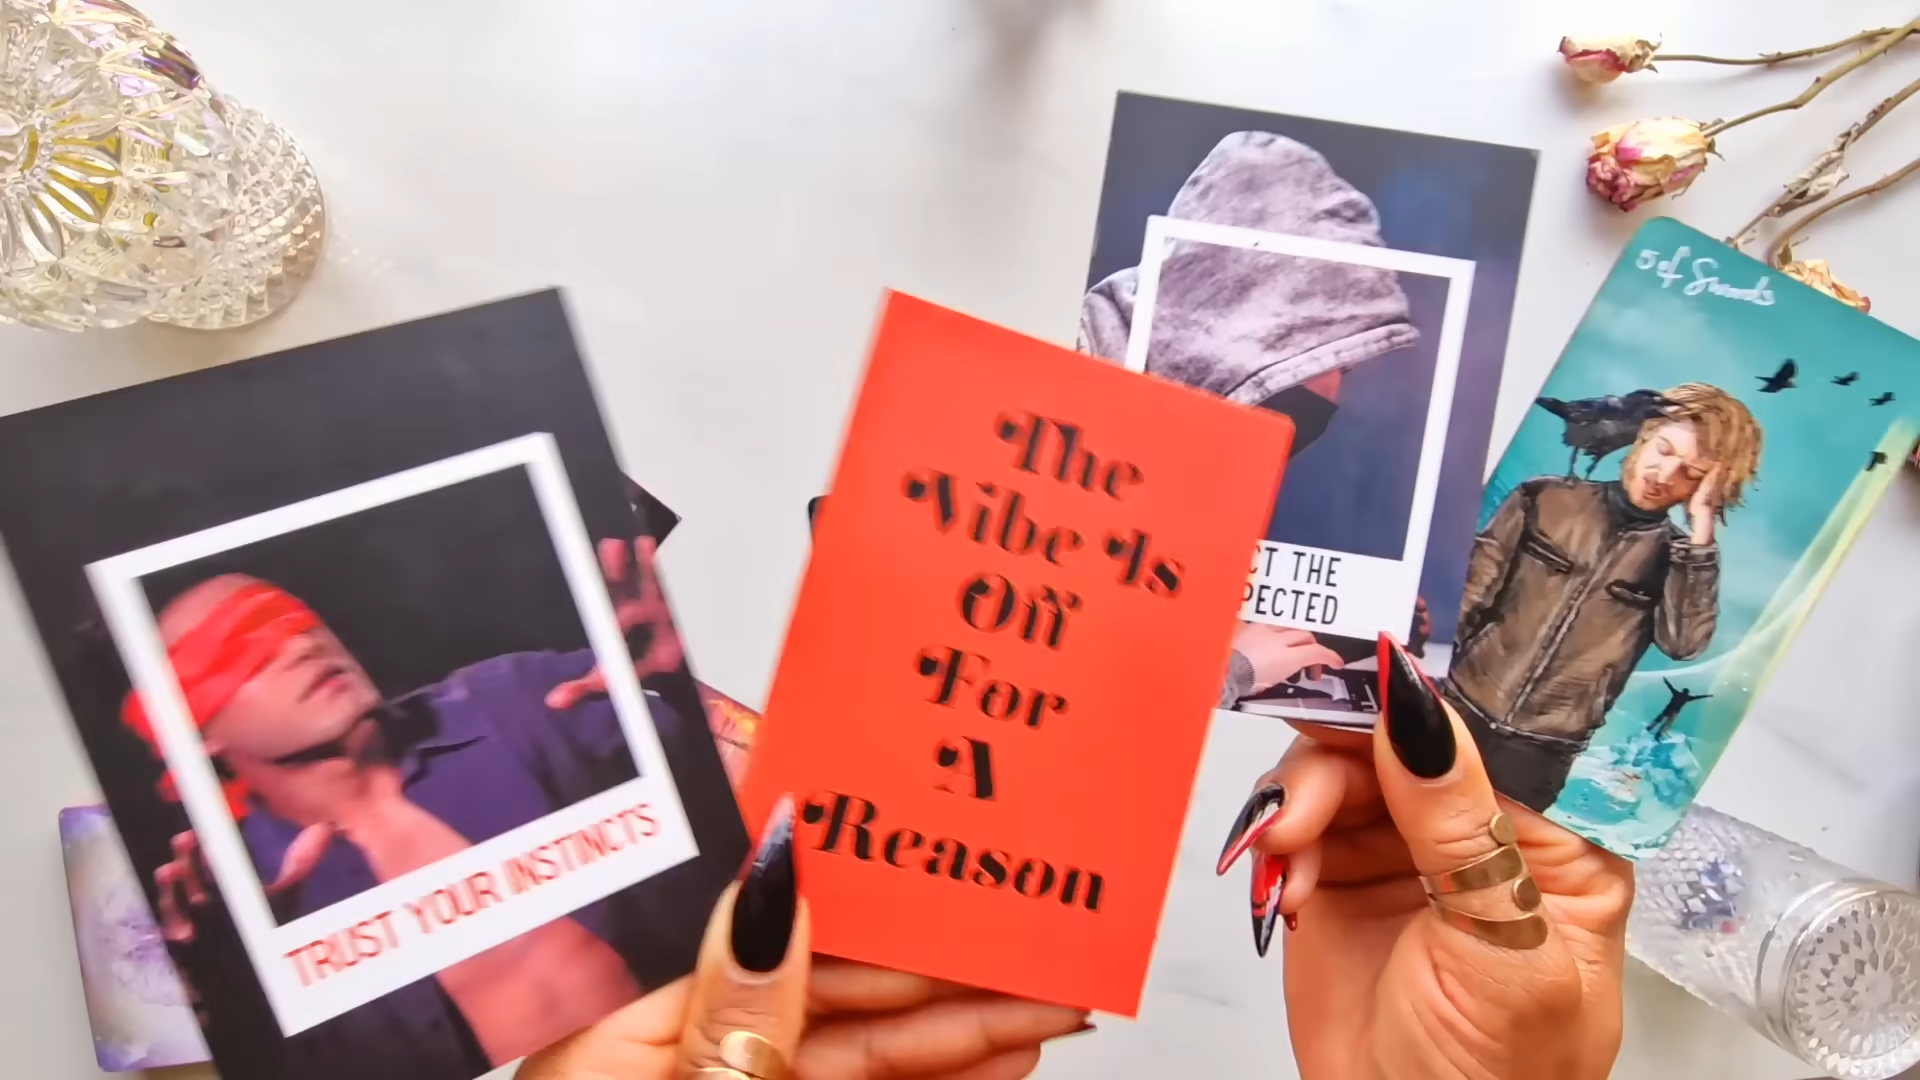 TRUST YOUR INSTINCTS
The
Vibe Is
Off
For
A
Reason
CT THE
PECTED
5 of Swords